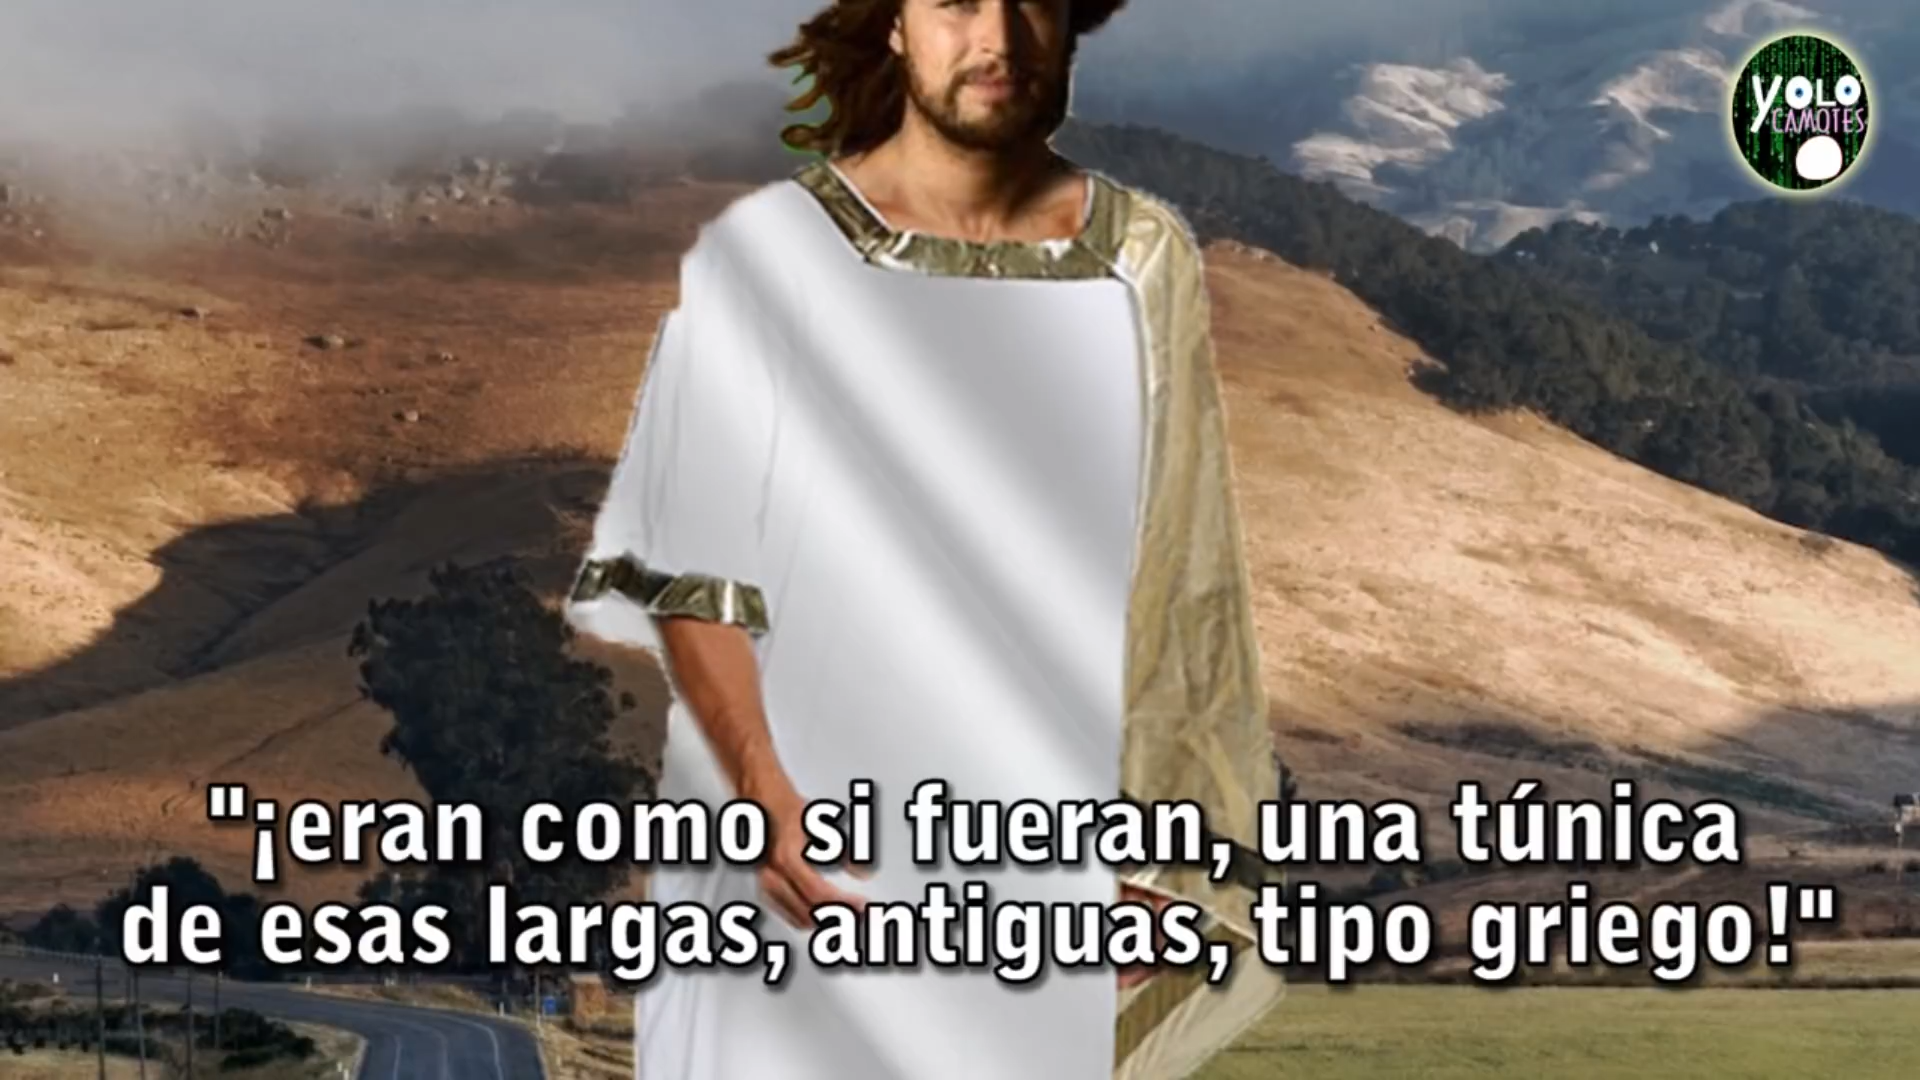 YOLO
CAMOTES
"¡eran como si fueran, una túnica
de esas largas, antiguas, tipo griego!"